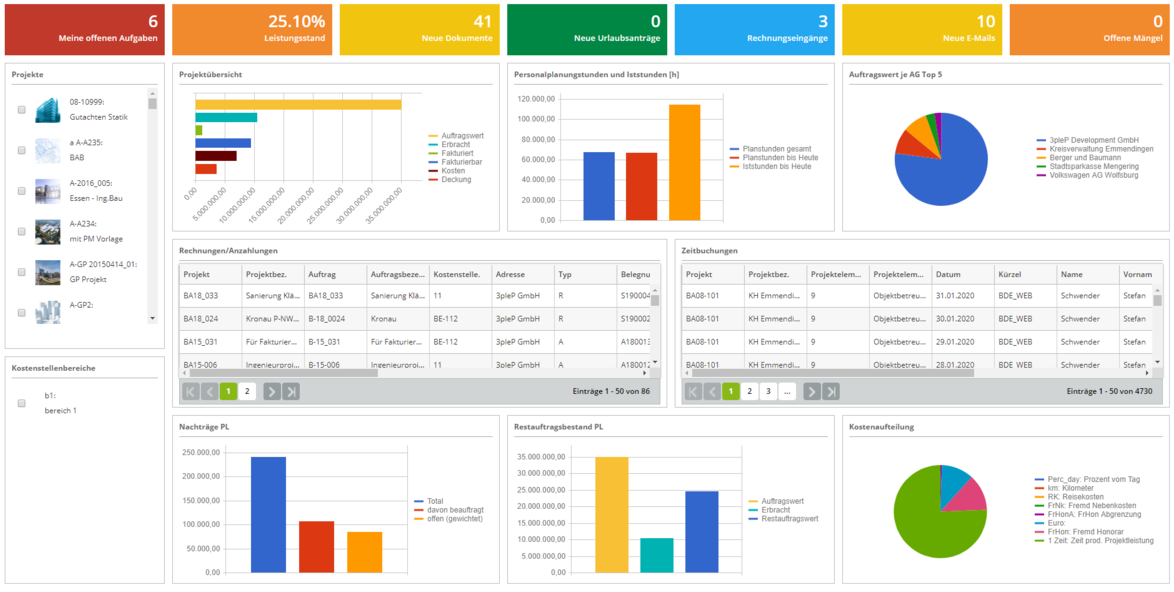 6
Meine offenen Aufgaben
25.10%
Leistungsstand
41
Neue Dokumente
0
Neue Urlaubsanträge
3
Rechnungseingänge
10
Neue E-Mails
0
Offene Mängel
Projekte
08-10999:
Gutachten Statik
a A-A235:
BAB
A-2016_005:
Essen - Ing.Bau
A-A234:
mit PM Vorlage
A-GP 20150414_01:
GP Projekt
A-GP2:
Kostenstellenbereiche
b1:
bereich 1
Projektübersicht
0,00
5.000.000,00
10.000.000,00
15.000.000,00
20.000.000,00
25.000.000,00
30.000.000,00
35.000.000,00
Auftragswert
Erbracht
Fakturiert
Fakturierbar
Kosten
Deckung
Personalplanungstunden und Iststunden [h]
120.000,00
100.000,00
80.000,00
60.000,00
40.000,00
20.000,00
0,00
Planstunden gesamt
Planstunden bis Heute
Iststunden bis Heute
Auftragswert je AG Top 5
3pleP Development GmbH
Kreisverwaltung Emmendingen
Berger und Baumann
Stadtsparkasse Mengering
Volkswagen AG Wolfsburg
Rechnungen/Anzahlungen
Projekt Projektbez. Auftrag Auftragsbeze... Kostenstelle. Adresse Typ Belegnu
BA18_033 Sanierung Klä... BA18_033 Sanierung Klä... 11 3pleP GmbH R S190004
BA18_024 Kronau P-NW... B-18_0024 Kronau BE-112 3pleP GmbH R S190002
BA15_031 Für Fakturier... B-15_031 Für Fakturier... BE-112 3pleP GmbH A A180013
BA15-006 Ingenieurproj... B-15-006 Ingenieurproj... 11 3pleP GmbH A A180012
1 2 Einträge 1 - 50 von 86
Zeitbuchungen
Projekt Projektbez. Projektelem... Projektelem... Datum Kürzel Name Vornam
BA08-101 KH Emmendi... 9 Objektbetreu... 31.01.2020 BDE_WEB Schwender Stefan
BA08-101 KH Emmendi... 9 Objektbetreu... 30.01.2020 BDE_WEB Schwender Stefan
BA08-101 KH Emmendi... 9 Objektbetreu... 29.01.2020 BDE_WEB Schwender Stefan
BA08-101 KH Emmendi... 9 Objektbetreu... 28.01.2020 BDE_WEB Schwender Stefan
1 2 3 ... Einträge 1 - 50 von 4730
Nachträge PL
250.000,00
200.000,00
150.000,00
100.000,00
50.000,00
0,00
Total
davon beauftragt
offen (gewichtet)
Restauftragsbestand PL
35.000.000,00
30.000.000,00
25.000.000,00
20.000.000,00
15.000.000,00
10.000.000,00
5.000.000,00
0,00
Auftragswert
Erbracht
Restauftragswert
Kostenaufteilung
Perc_day: Prozent vom Tag
km: Kilometer
RK: Reisekosten
FrNk: Fremd Nebenkosten
FrHonA: FrHon Abgrenzung
Euro:
FrHon: Fremd Honorar
1 Zeit: Zeit prod. Projektleistung